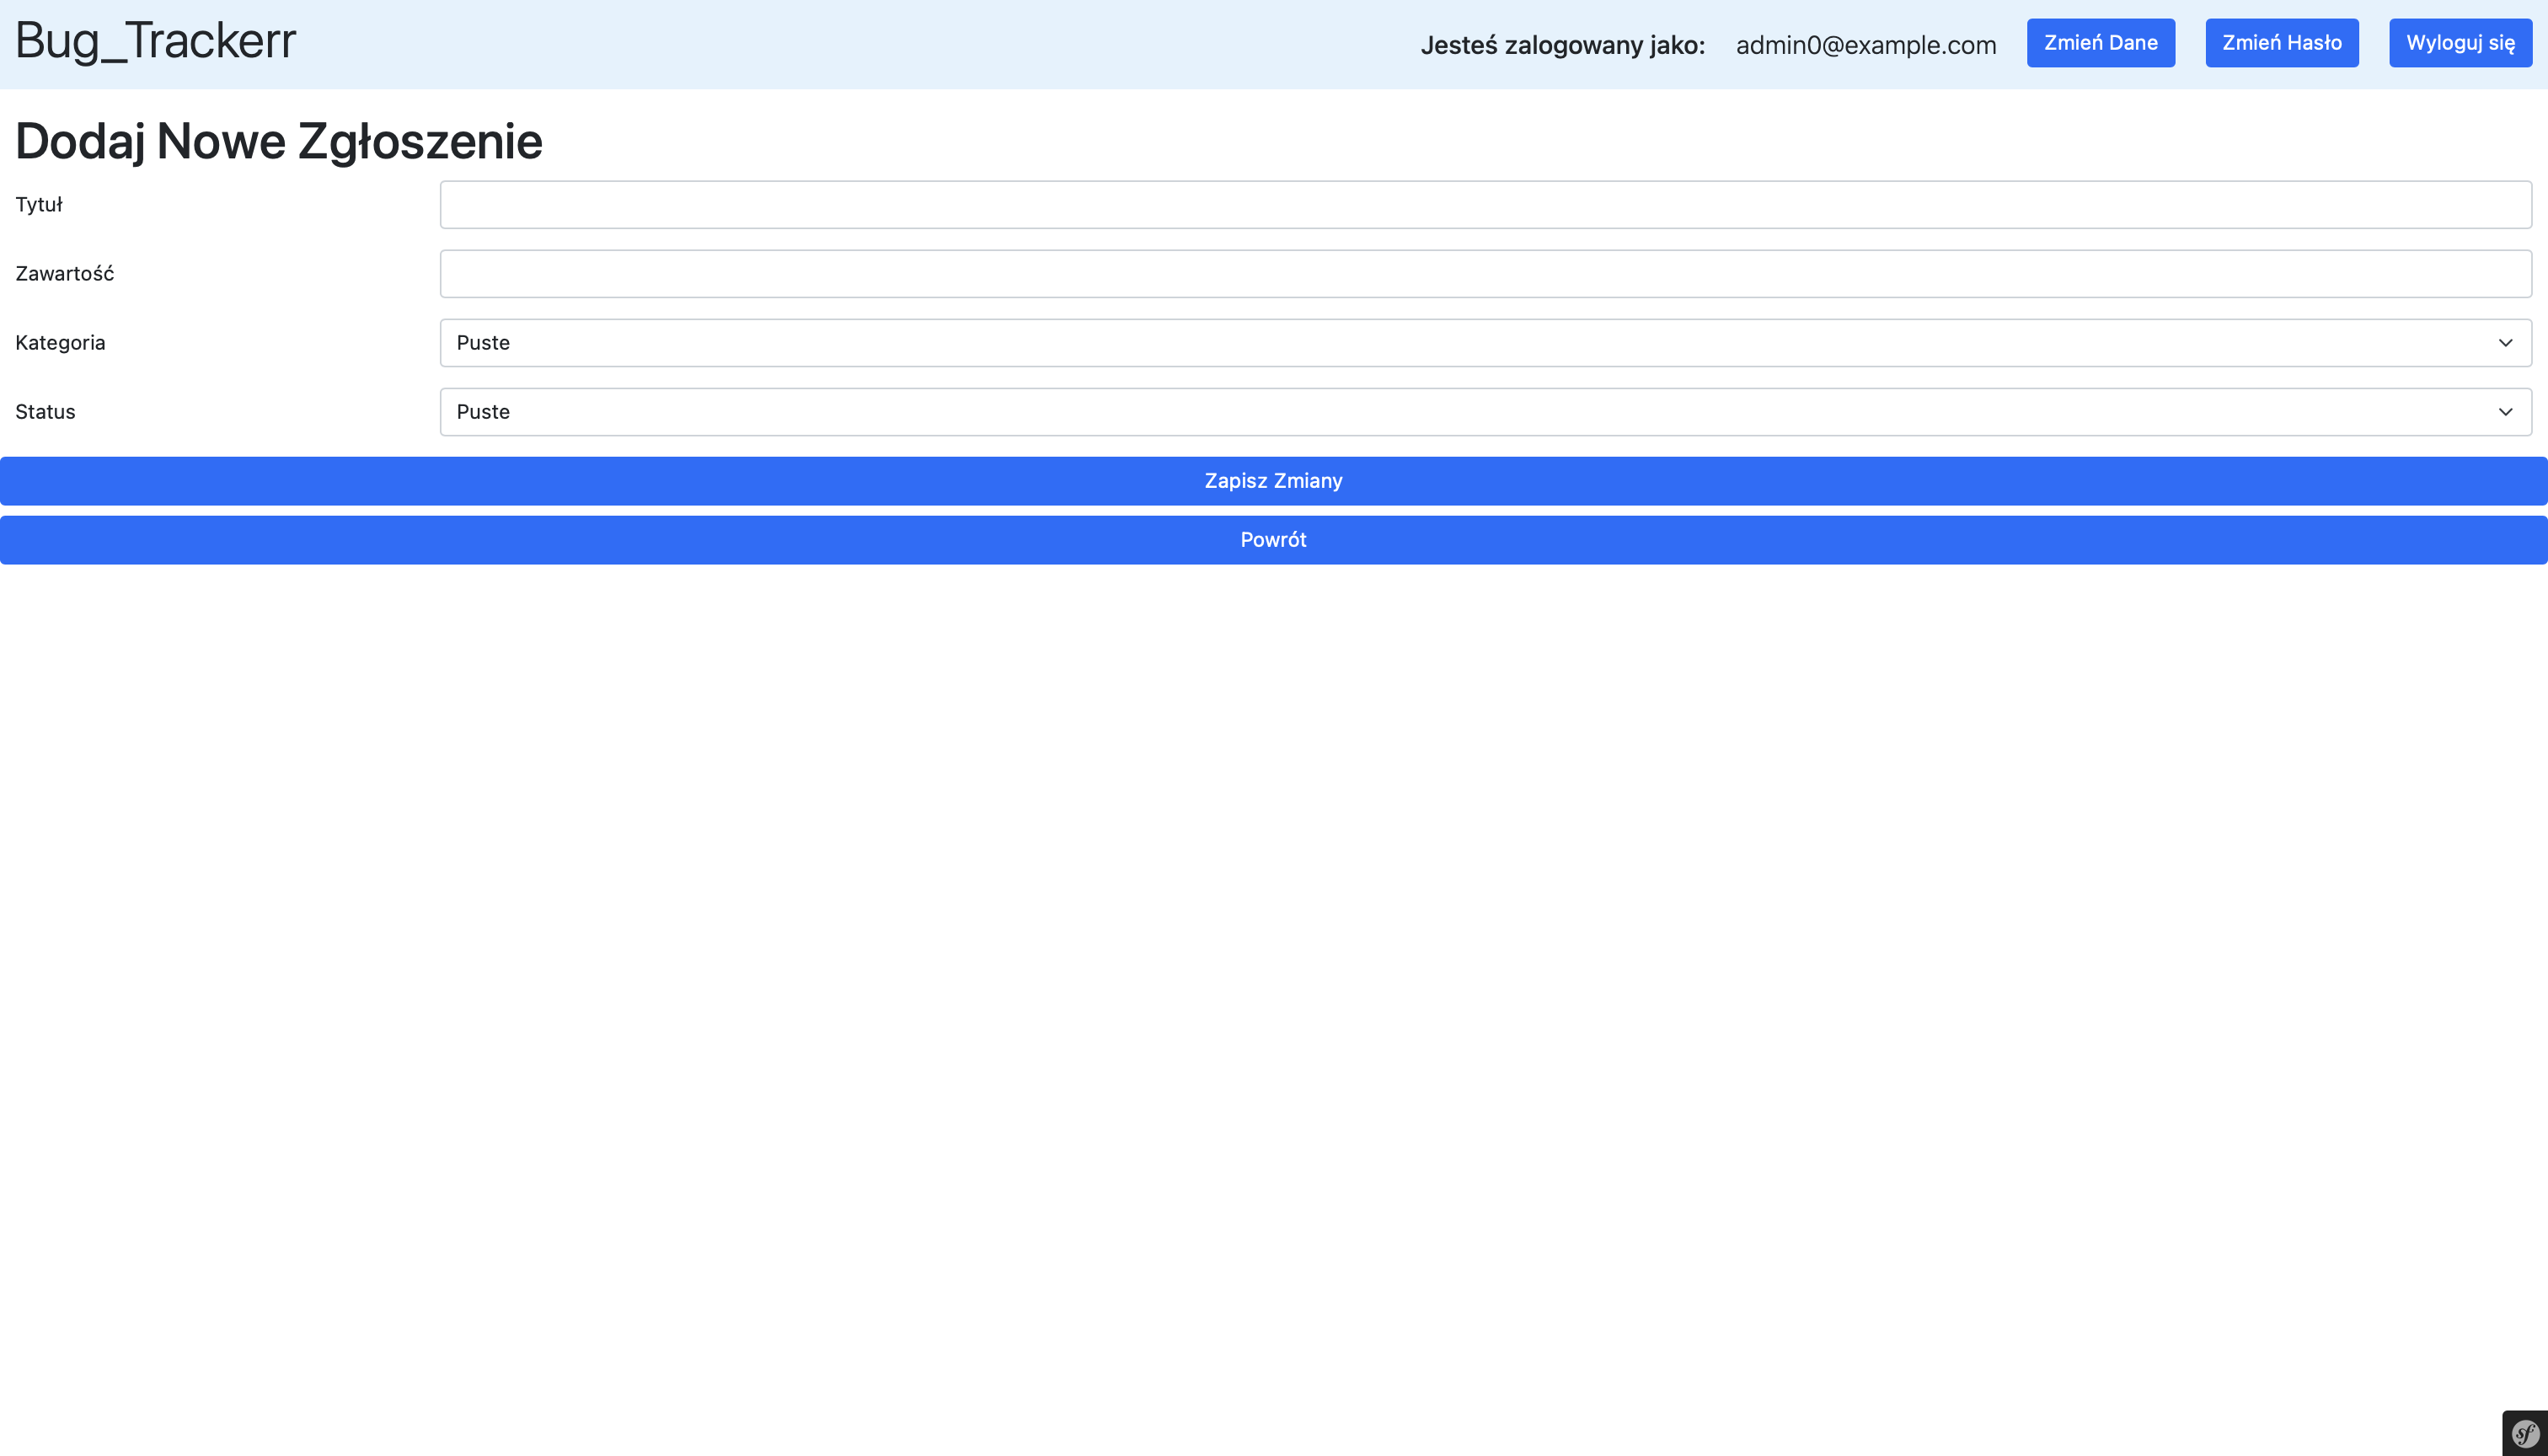 Bug_Trackerr
Jesteś zalogowany jako: admin0@example.com Zmień Dane Zmień Hasło Wyloguj się
Dodaj Nowe Zgłoszenie
Tytuł
Zawartość
Kategoria Puste
Status Puste
Zapisz Zmiany
Powrót
sf